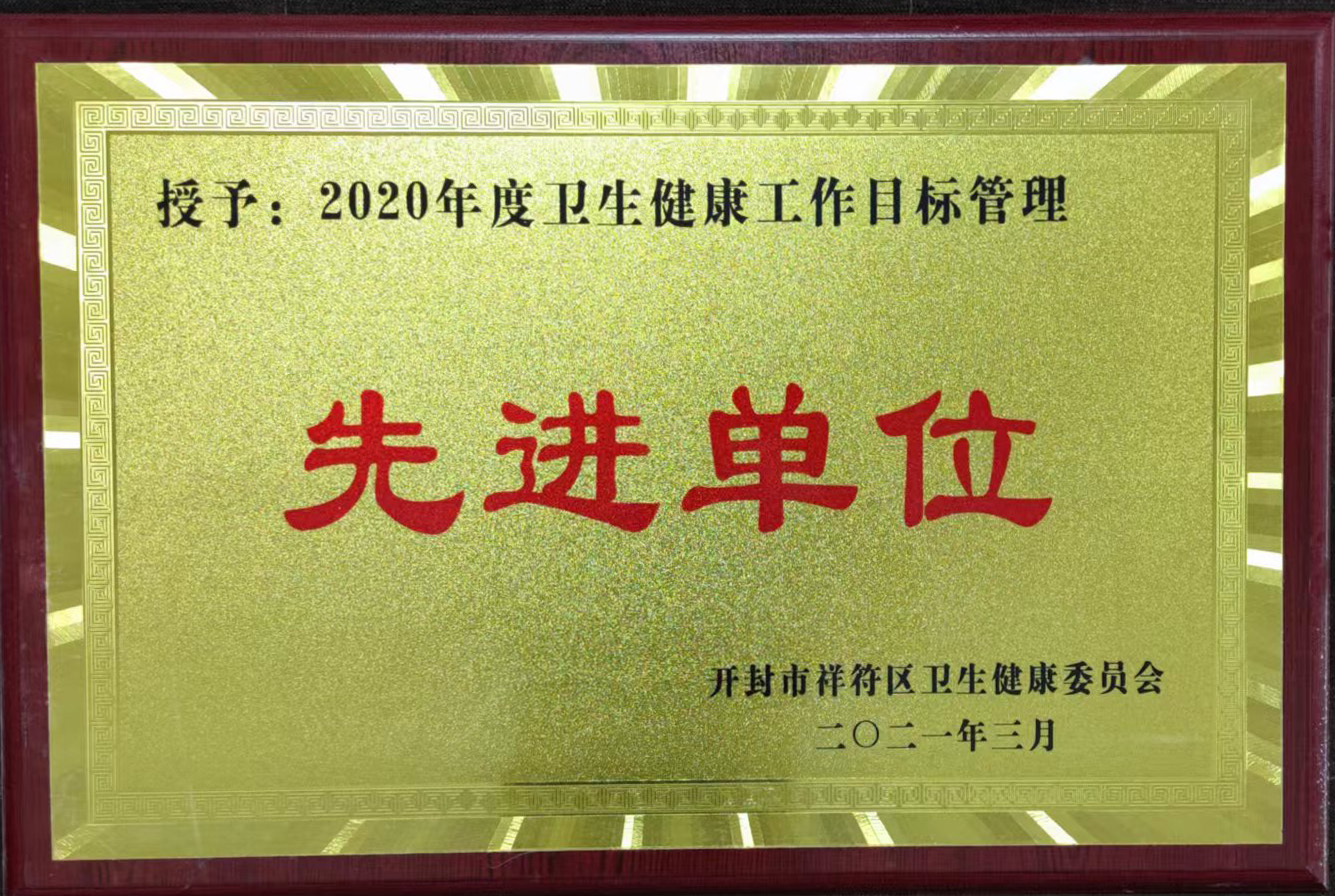 授予：2020年度卫生健康工作目标管理
先进单位
开封市祥符区卫生健康委员会
二〇二一年三月